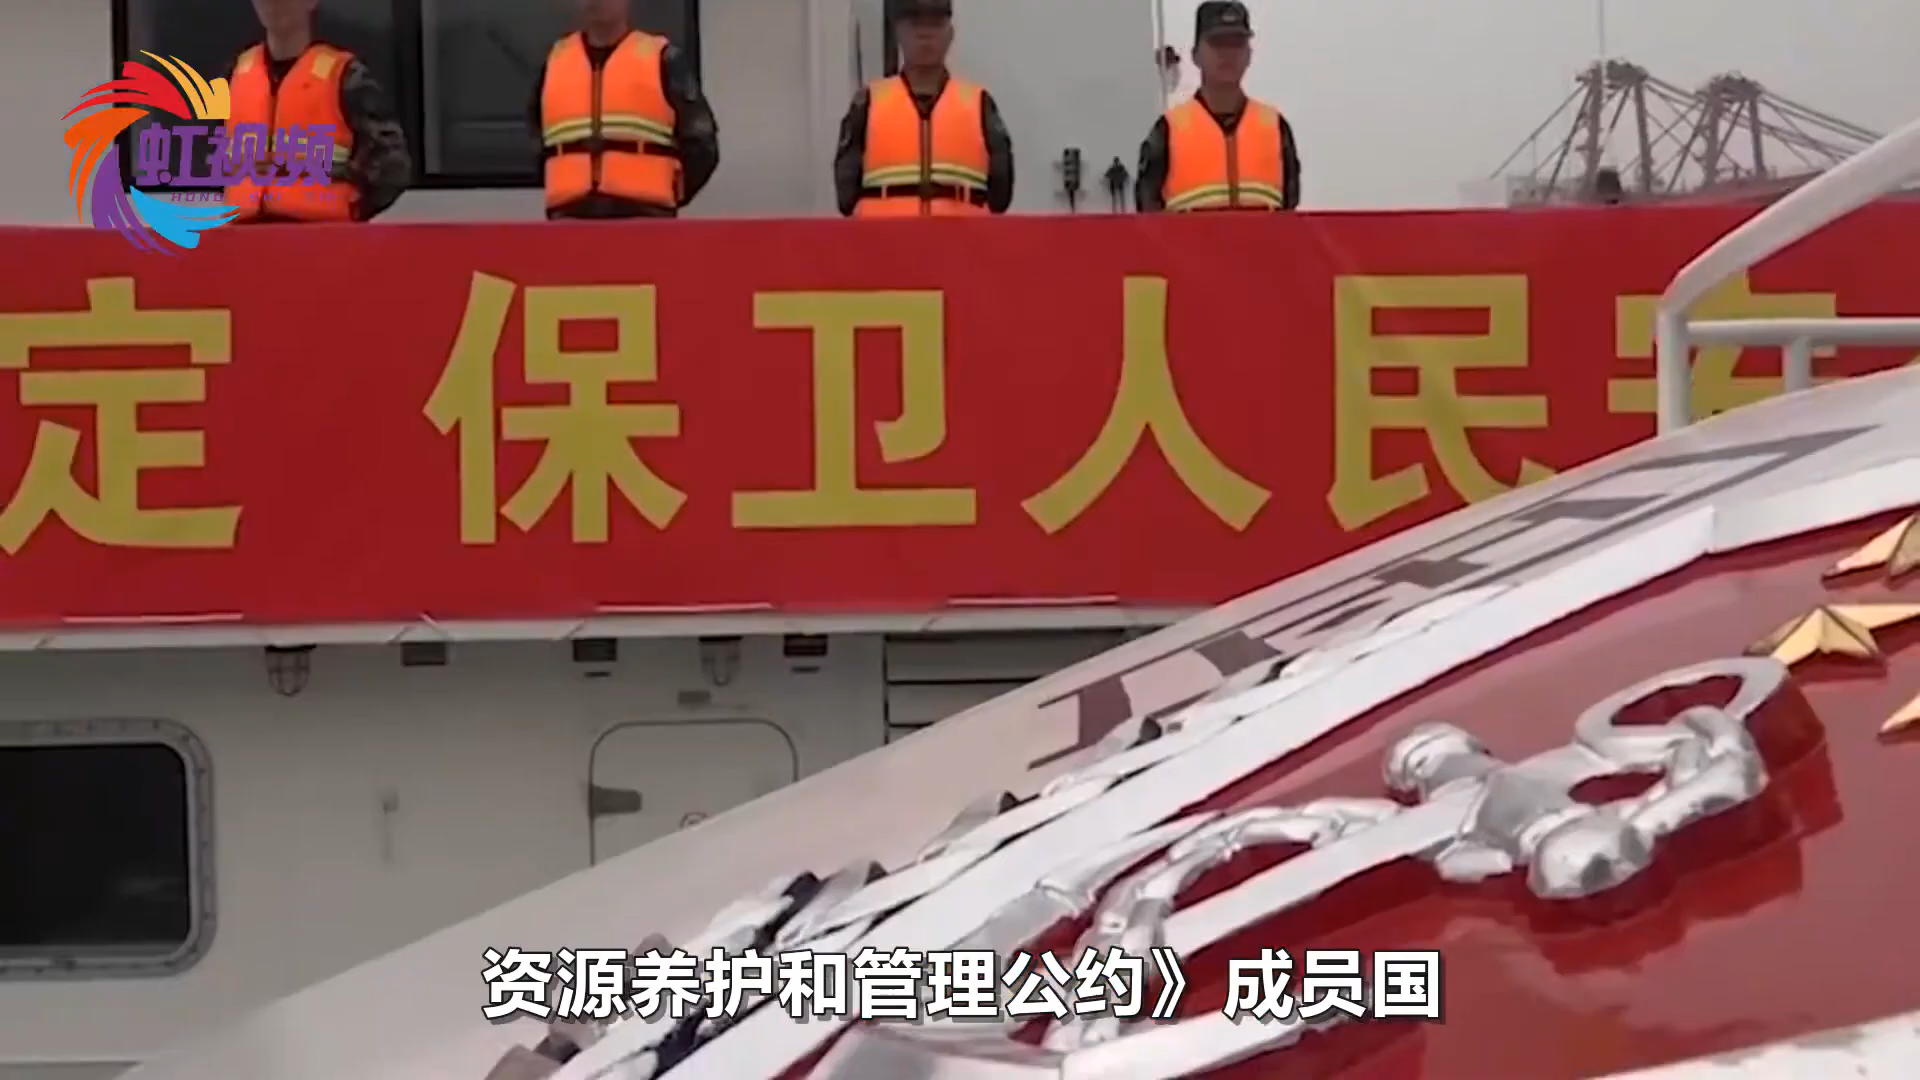 虹视频
定 保卫人民安
资源养护和管理公约》成员国